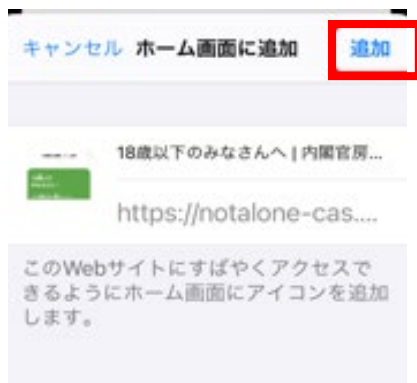 キャンセル ホーム画面に追加 追加
18歳以下のみなさんへ | 内閣官房...
https://notalone-cas....
このWebサイトにすばやくアクセスで
きるようにホーム画面にアイコンを追加
します。